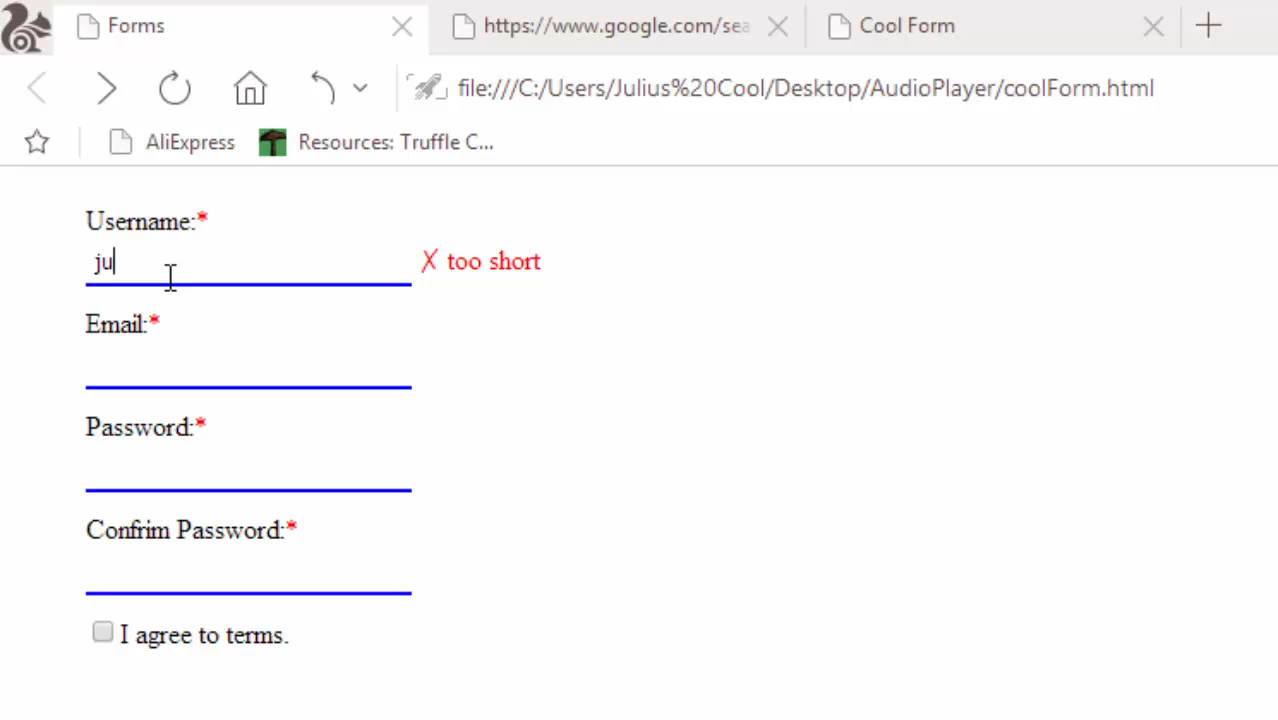 Forms
https://www.google.com/sea
Cool Form
file:///C:/Users/Julius%20Cool/Desktop/AudioPlayer/coolForm.html
AliExpress
Resources: Truffle C...
Username:*
ju
X too short
Email:*
Password:*
Confrim Password:*
I agree to terms.